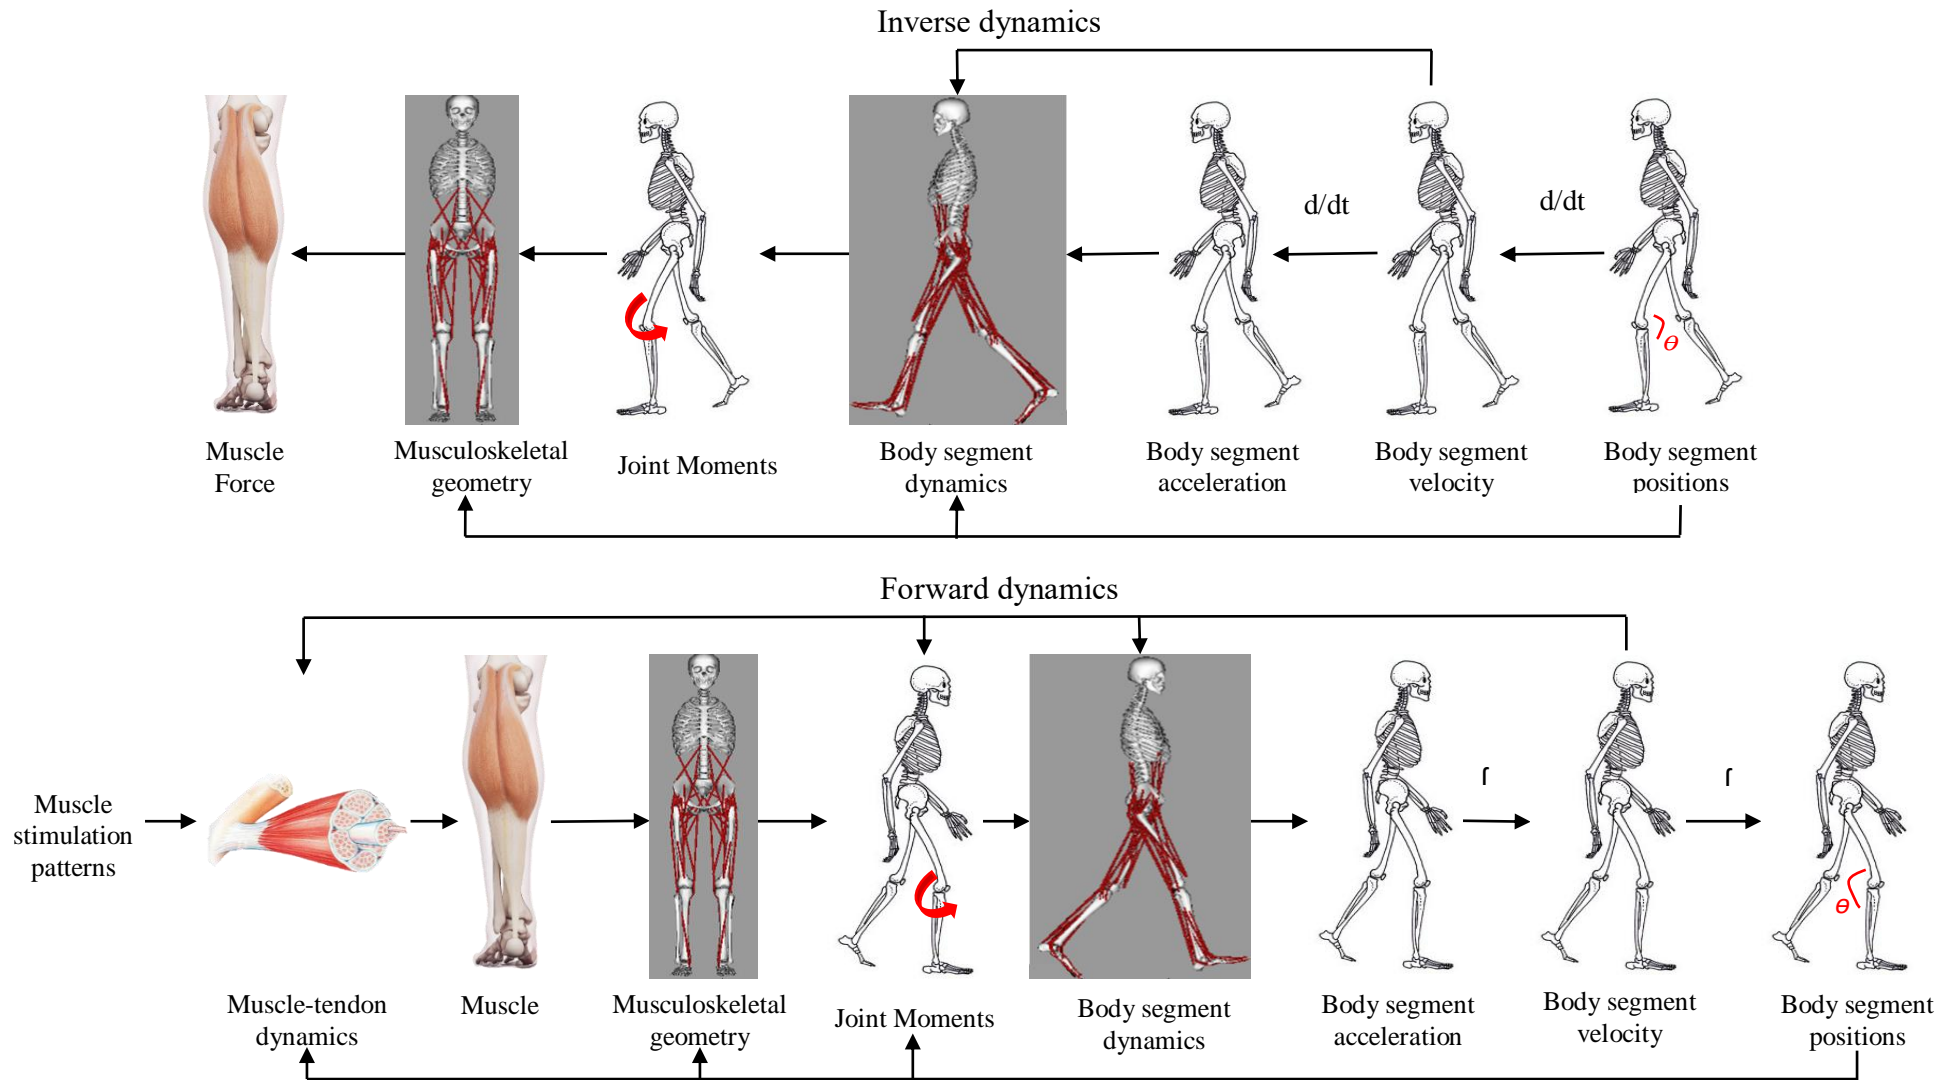 Inverse dynamics
d/dt
d/dt
θ
Muscle
Force
Musculoskeletal
geometry
Joint Moments
Body segment
dynamics
Body segment
acceleration
Body segment
velocity
Body segment
positions
Forward dynamics
Muscle
stimulation
patterns
ſ
ſ
θ
Muscle-tendon
dynamics
Muscle
Musculoskeletal
geometry
Joint Moments
Body segment
dynamics
Body segment
acceleration
Body segment
velocity
Body segment
positions